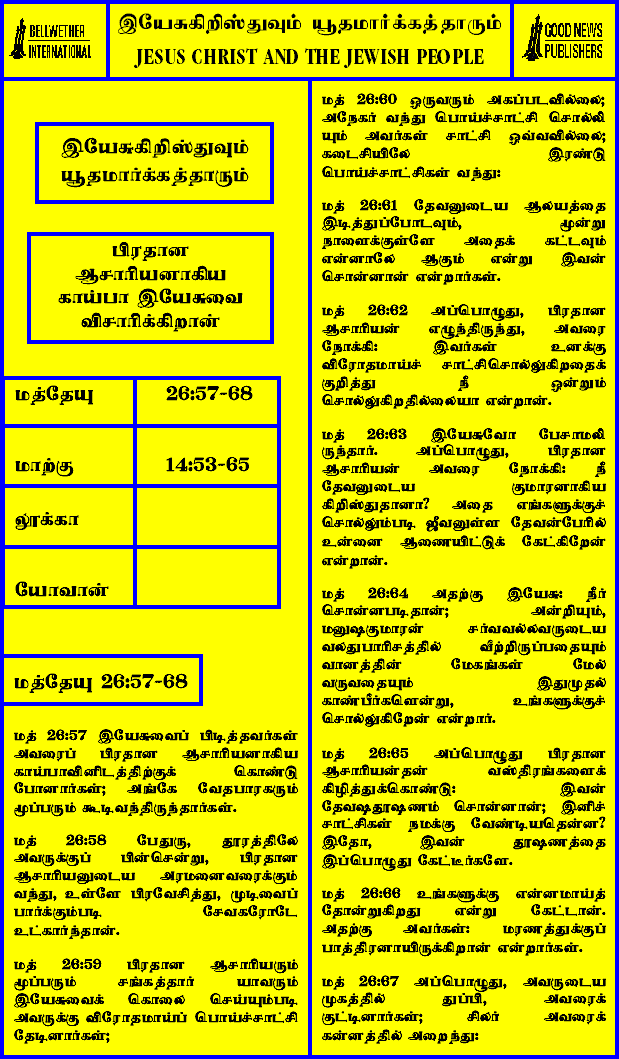 BELLWETHER
INTERNATIONAL
இயேசுகிறிஸ்துவும் யூதமார்க்கத்தாரும்
JESUS CHRIST AND THE JEWISH PEOPLE
GOOD NEWS
PUBLISHERS
இயேசுகிறிஸ்துவும்
யூதமார்க்கத்தாரும்
பிரதான
ஆசாரியனாகிய
காய்பா இயேசுவை
விசாரிக்கிறான்
மத்தேயு 26:57-68
மாற்கு 14:53-65
லூக்கா
யோவான்
மத்தேயு 26:57-68
மத் 26:57 இயேசுவைப் பிடித்தவர்கள்
அவரைப் பிரதான ஆசாரியனாகிய
காய்பாவினிடத்திற்குக் கொண்டு
போனார்கள்; அங்கே வேதபாரகரும்
மூப்பரும் கூடிவந்திருந்தார்கள்.
மத் 26:58 பேதுரு, தூரத்திலே
அவருக்குப் பின்சென்று, பிரதான
ஆசாரியனுடைய அரமனைவரைக்கும்
வந்து, உள்ளே பிரவேசித்து, முடிவைப்
பார்க்கும்படி சேவகரோடே
உட்கார்ந்தான்.
மத் 26:59 பிரதான ஆசாரியரும்
மூப்பரும் சங்கத்தார் யாவரும்
இயேசுவைக் கொலை செய்யும்படி
அவருக்கு விரோதமாய்ப் பொய்ச்சாட்சி
தேடினார்கள்;
மத் 26:60 ஒருவரும் அகப்படவில்லை;
அநேகர் வந்து பொய்ச்சாட்சி சொல்லி
யும் அவர்கள் சாட்சி ஒவ்வவில்லை;
கடைசியிலே இரண்டு
பொய்ச்சாட்சிகள் வந்து:
மத் 26:61 தேவனுடைய ஆலயத்தை
இடித்துப்போடவும், மூன்று
நாளைக்குள்ளே அதைக் கட்டவும்
என்னாலே ஆகும் என்று இவன்
சொன்னான் என்றார்கள்.
மத் 26:62 அப்பொழுது, பிரதான
ஆசாரியன் எழுந்திருந்து, அவரை
நோக்கி: இவர்கள் உனக்கு
விரோதமாய்ச் சாட்சிசொல்லுகிறதைக்
குறித்து நீ ஒன்றும்
சொல்லுகிறதில்லையா என்றான்.
மத் 26:63 இயேசுவோ பேசாமலி
ருந்தார். அப்பொழுது, பிரதான
ஆசாரியன் அவரை நோக்கி: நீ
தேவனுடைய குமாரனாகிய
கிறிஸ்துதானா? அதை எங்களுக்குச்
சொல்லும்படி ஜீவனுள்ள தேவன்பேரில்
உன்னை ஆணையிட்டுக் கேட்கிறேன்
என்றான்.
மத் 26:64 அதற்கு இயேசு: நீர்
சொன்னபடிதான்; அன்றியும்,
மனுஷகுமாரன் சர்வவல்லவருடைய
வலதுபாரிசத்தில் வீற்றிருப்பதையும்
வானத்தின் மேகங்கள் மேல்
வருவதையும் இதுமுதல்
காண்பீர்களென்று, உங்களுக்குச்
சொல்லுகிறேன் என்றார்.
மத் 26:65 அப்பொழுது பிரதான
ஆசாரியன்தன் வஸ்திரங்களைக்
கிழித்துக்கொண்டு: இவன்
தேவஷதூஷணம் சொன்னான்; இனிச்
சாட்சிகள் நமக்கு வேண்டியதென்ன?
இதோ, இவன் தூஷணத்தை
இப்பொழுது கேட்டீர்களே.
மத் 26:66 உங்களுக்கு என்னமாய்த்
தோன்றுகிறது என்று கேட்டான்.
அதற்கு அவர்கள்: மரணத்துக்குப்
பாத்திரனாயிருக்கிறான் என்றார்கள்.
மத் 26:67 அப்பொழுது, அவருடைய
முகத்தில் துப்பி, அவரைக்
குட்டினார்கள்; சிலர் அவரைக்
கன்னத்தில் அறைந்து: